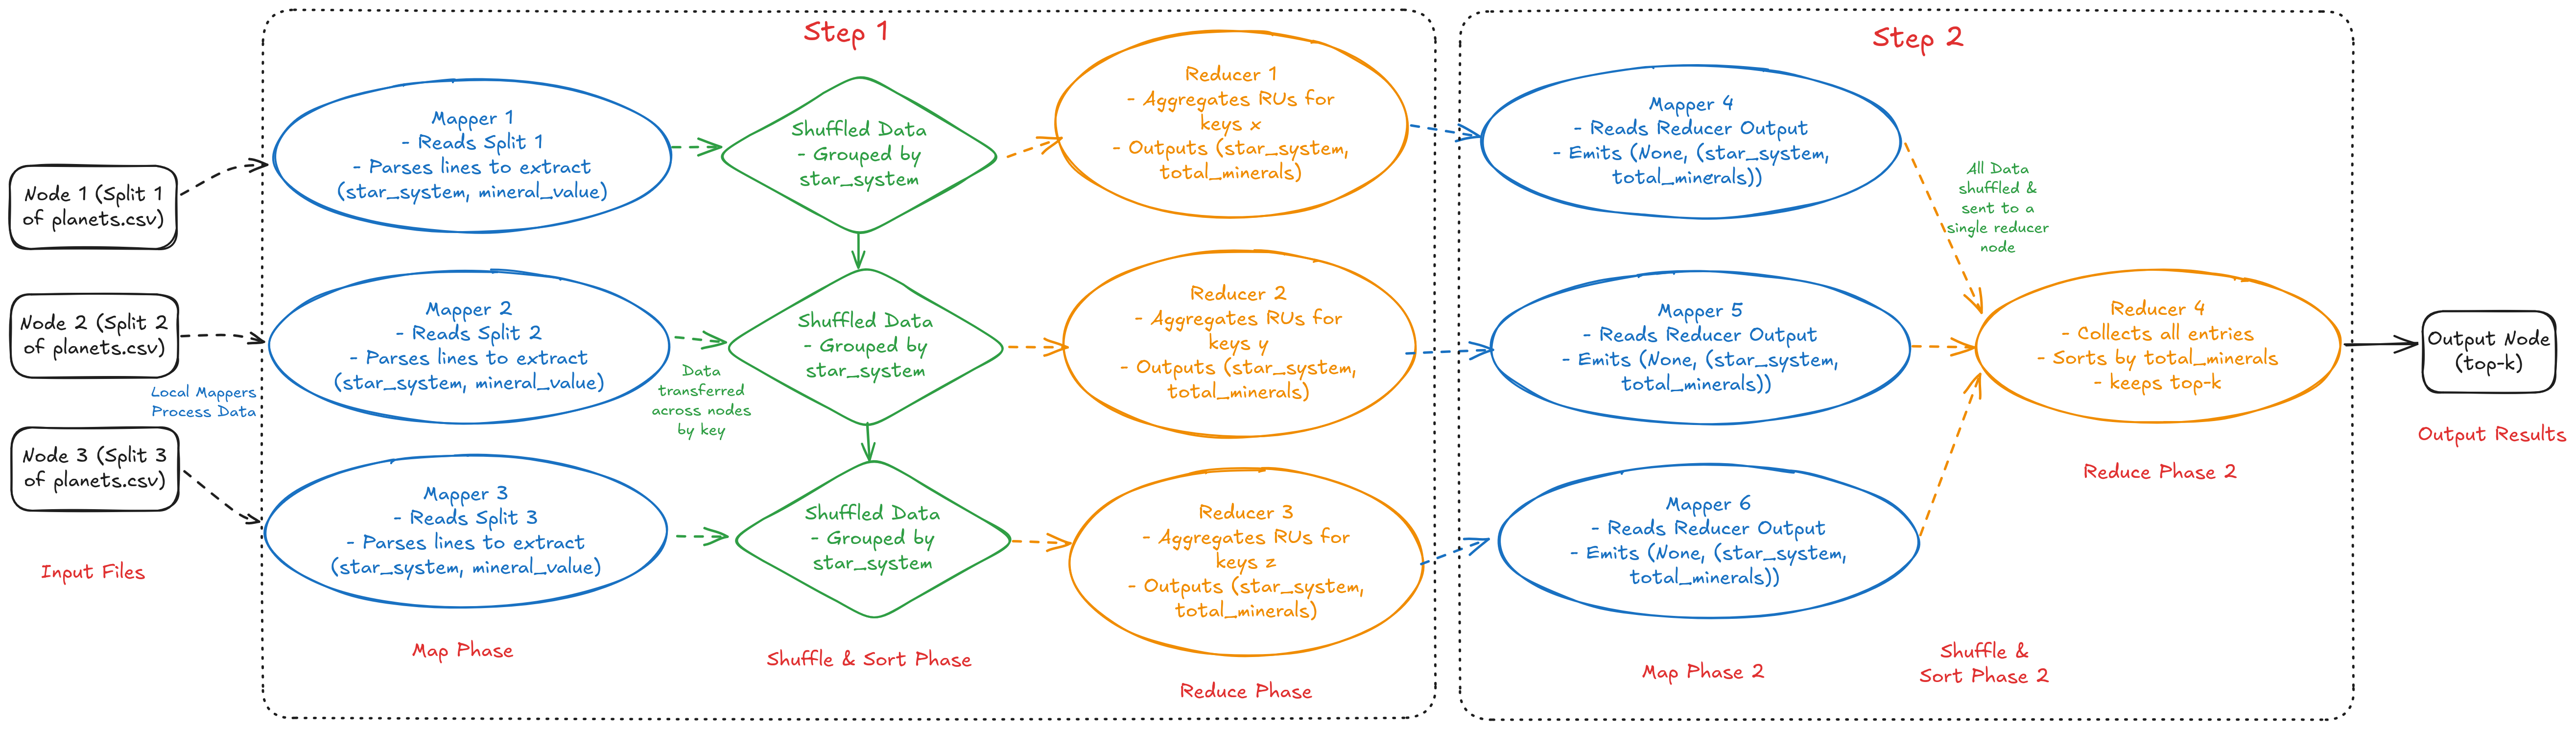 Step 1
Step 2
Node 1 (Split 1
of planets.csv)
Node 2 (Split 2
of planets.csv)
Local Mappers
Process Data
Node 3 (Split 3
of planets.csv)
Input Files
Mapper 1
- Reads Split 1
- Parses lines to extract
(star_system, mineral_value)
Mapper 2
- Reads Split 2
- Parses lines to extract
(star_system, mineral_value)
Mapper 3
- Reads Split 3
- Parses lines to extract
(star_system, mineral_value)
Map Phase
Data
transferred
across nodes
by key
Shuffled Data
- Grouped by
star_system
Shuffled Data
- Grouped by
star_system
Shuffled Data
- Grouped by
star_system
Shuffle & Sort Phase
Reducer 1
- Aggregates RUs for
keys x
- Outputs (star_system,
total_minerals)
Reducer 2
- Aggregates RUs for
keys y
- Outputs (star_system,
total_minerals)
Reducer 3
- Aggregates RUs for
keys z
- Outputs (star_system,
total_minerals)
Reduce Phase
Mapper 4
- Reads Reducer Output
- Emits (None, (star_system,
total_minerals))
Mapper 5
- Reads Reducer Output
- Emits (None, (star_system,
total_minerals))
Mapper 6
- Reads Reducer Output
- Emits (None, (star_system,
total_minerals))
Map Phase 2
All Data
shuffled &
sent to a
single reducer
node
Shuffle &
Sort Phase 2
Reducer 4
- Collects all entries
- Sorts by total_minerals
- keeps top-k
Reduce Phase 2
Output Node
(top-k)
Output Results